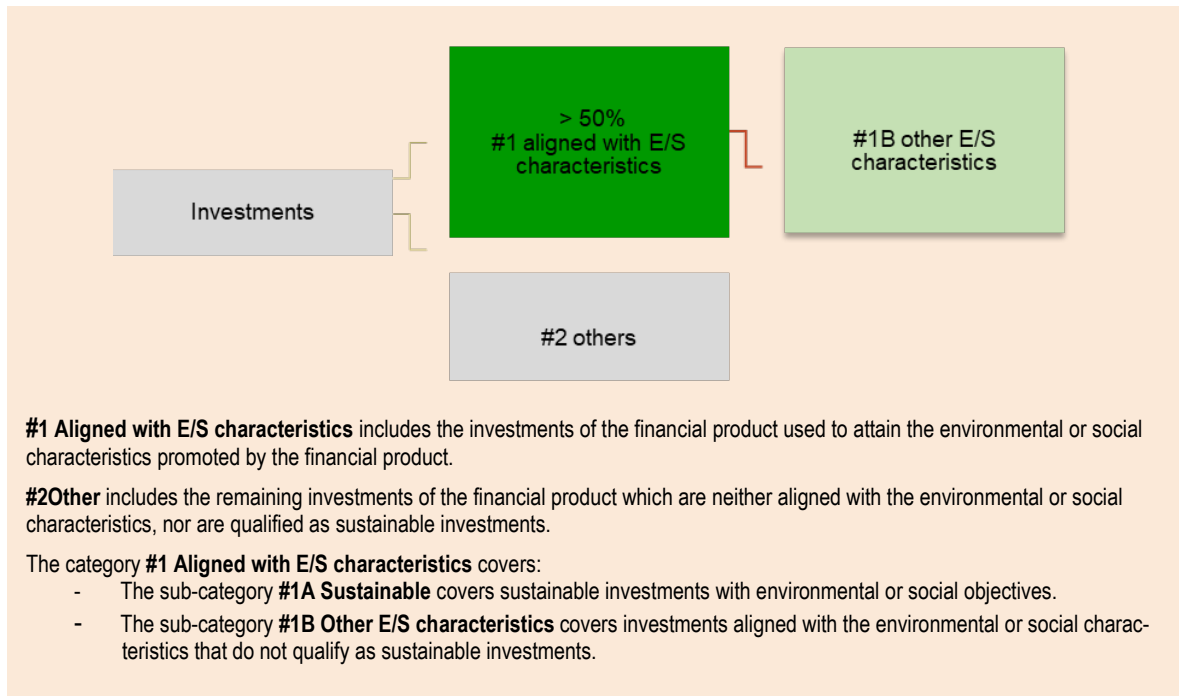 > 50%
#1 aligned with E/S
characteristics
#1B other E/S
characteristics
Investments
#2 others
#1 Aligned with E/S characteristics includes the investments of the financial product used to attain the environmental or social
characteristics promoted by the financial product.
#2Other includes the remaining investments of the financial product which are neither aligned with the environmental or social
characteristics, nor are qualified as sustainable investments.
The category #1 Aligned with E/S characteristics covers:
- The sub-category #1A Sustainable covers sustainable investments with environmental or social objectives.
- The sub-category #1B Other E/S characteristics covers investments aligned with the environmental or social charac-
teristics that do not qualify as sustainable investments.